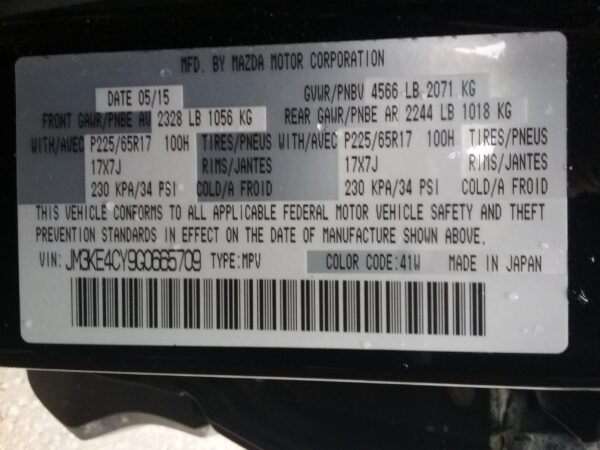 MFD. BY MAZDA MOTOR CORPORATION
DATE 05/15 GVWR/PNBV 4566 LB 2071 KG
FRONT GAWR/PNBE AV 2328 LB 1056 KG REAR GAWR/PNBE AR 2244 LB 1018 KG
WITH/AVEC P225/65R17 100H TIRES/PNEUS WITH/AVEC P225/65R17 100H TIRES/PNEUS
17X7J RIMS/JANTES 17X7J RIMS/JANTES
230 KPA/34 PSI COLD/A FROID 230 KPA/34 PSI COLD/A FROID
THIS VEHICLE CONFORMS TO ALL APPLICABLE FEDERAL MOTOR VEHICLE SAFETY AND THEFT
PREVENTION STANDARDS IN EFFECT ON THE DATE OF MANUFACTURE SHOWN ABOVE.
VIN: JM3KE4CY9G0655709 TYPE:MPV COLOR CODE:41W MADE IN JAPAN